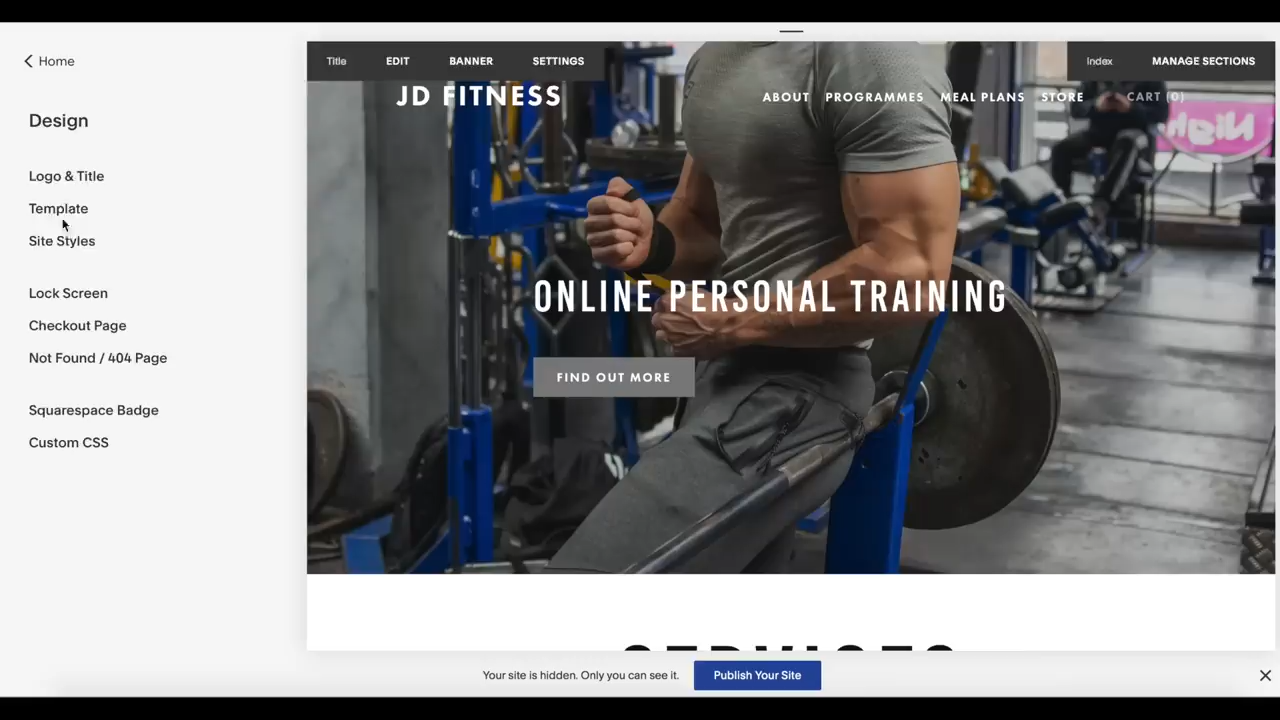 Home
Design
Logo & Title
Template
Site Styles
Lock Screen
Checkout Page
Not Found / 404 Page
Squarespace Badge
Custom CSS
Title EDIT BANNER SETTINGS
Index MANAGE SECTIONS
JD FITNESS
ABOUT PROGRAMMES MEAL PLANS STORE CART (0)
ONLINE PERSONAL TRAINING
FIND OUT MORE
SERVICES
Your site is hidden. Only you can see it. Publish Your Site